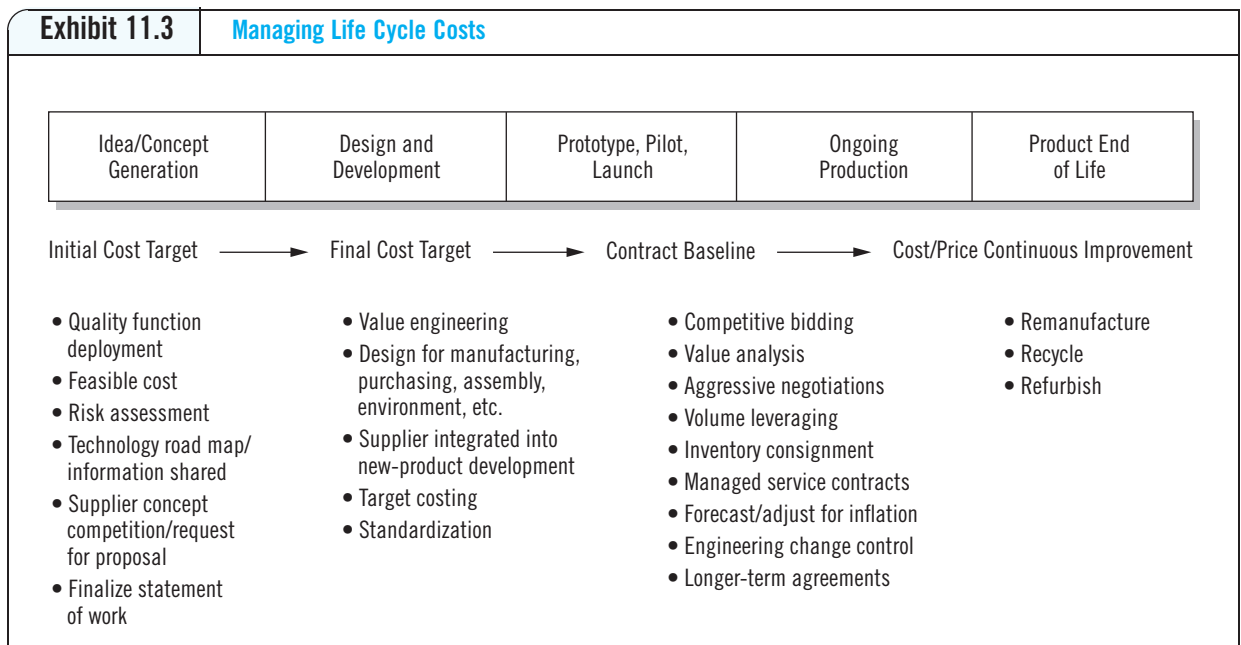 Exhibit 11.3
Managing Life Cycle Costs
Idea/Concept
Generation
Design and
Development
Prototype, Pilot,
Launch
Ongoing
Production
Product End
of Life
Initial Cost Target
Final Cost Target
Contract Baseline
Cost/Price Continuous Improvement
• Quality function
deployment
• Feasible cost
• Risk assessment
• Technology road map/
information shared
• Supplier concept
competition/request
for proposal
• Finalize statement
of work
• Value engineering
• Design for manufacturing,
purchasing, assembly,
environment, etc.
• Supplier integrated into
new-product development
• Target costing
• Standardization
• Competitive bidding
• Value analysis
• Aggressive negotiations
• Volume leveraging
• Inventory consignment
• Managed service contracts
• Forecast/adjust for inflation
• Engineering change control
• Longer-term agreements
• Remanufacture
• Recycle
• Refurbish